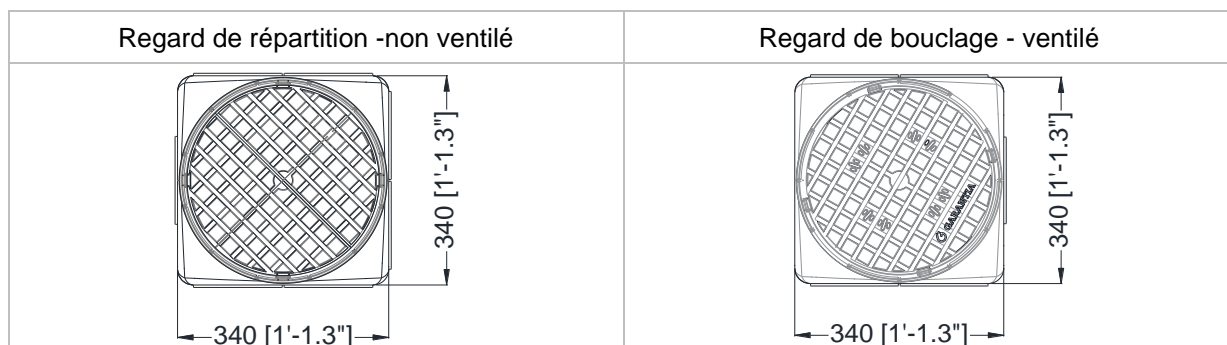 Regard de répartition -non ventilé
Regard de bouclage - ventilé
340 [1'-1.3"]
340 [1'-1.3"]
GARANTIA
340 [1'-1.3"]
340 [1'-1.3"]